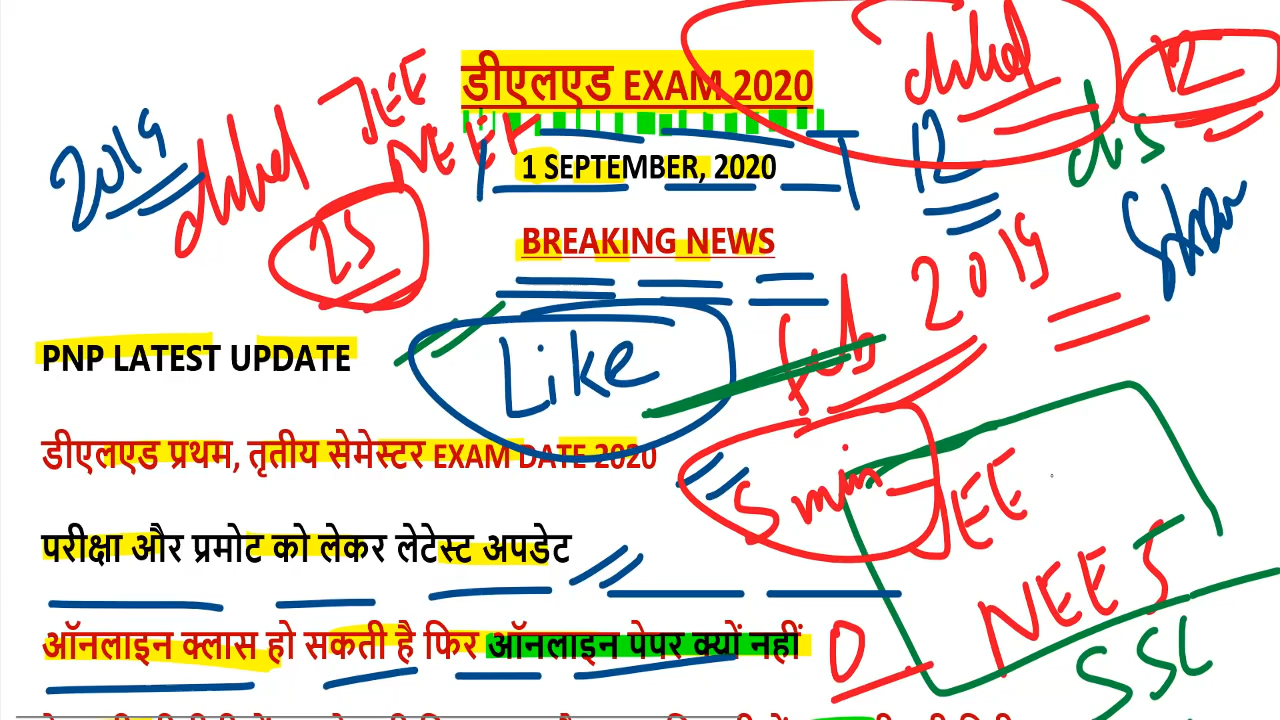 डीएलएड EXAM 2020
1 SEPTEMBER, 2020
BREAKING NEWS
PNP LATEST UPDATE
डीएलएड प्रथम, तृतीय सेमेस्टर EXAM DATE 2020
परीक्षा और प्रमोट को लेकर लेटेस्ट अपडेट
ऑनलाइन क्लास हो सकती है फिर ऑनलाइन पेपर क्यों नहीं
2019
JEE
12
12
25
2019
Like
5 min
JEE
SSC